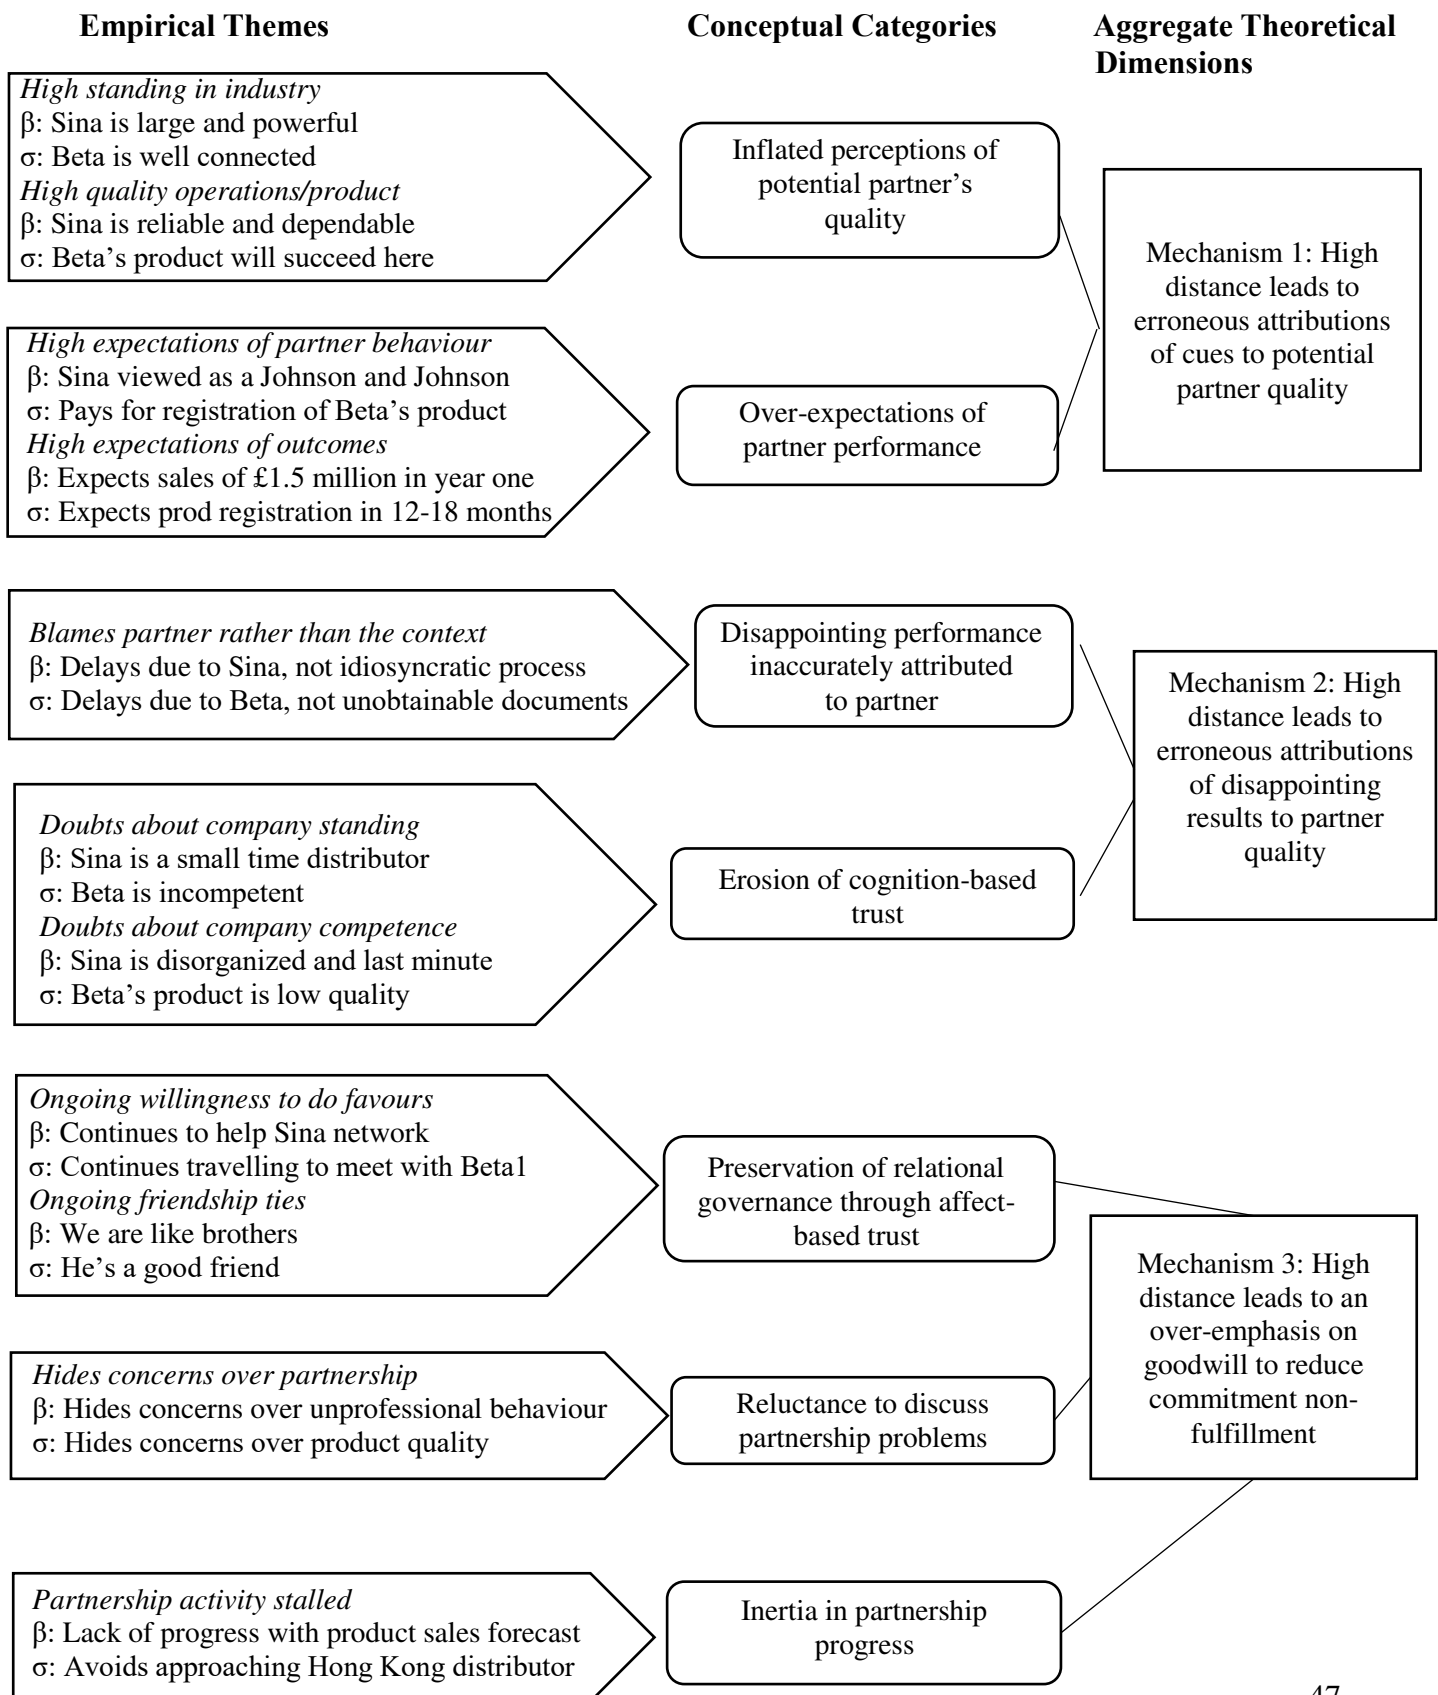 Empirical Themes
Conceptual Categories
Aggregate Theoretical
Dimensions
High standing in industry
β: Sina is large and powerful
σ: Beta is well connected
High quality operations/product
β: Sina is reliable and dependable
σ: Beta’s product will succeed here
Inflated perceptions of
potential partner’s
quality
High expectations of partner behaviour
β: Sina viewed as a Johnson and Johnson
σ: Pays for registration of Beta’s product
High expectations of outcomes
β: Expects sales of £1.5 million in year one
σ: Expects prod registration in 12-18 months
Over-expectations of
partner performance
Mechanism 1: High
distance leads to
erroneous attributions
of cues to potential
partner quality
Blames partner rather than the context
β: Delays due to Sina, not idiosyncratic process
σ: Delays due to Beta, not unobtainable documents
Disappointing performance
inaccurately attributed
to partner
Doubts about company standing
β: Sina is a small time distributor
σ: Beta is incompetent
Doubts about company competence
β: Sina is disorganized and last minute
σ: Beta’s product is low quality
Erosion of cognition-based
trust
Mechanism 2: High
distance leads to
erroneous attributions
of disappointing
results to partner
quality
Ongoing willingness to do favours
β: Continues to help Sina network
σ: Continues travelling to meet with Beta1
Ongoing friendship ties
β: We are like brothers
σ: He’s a good friend
Preservation of relational
governance through affect-
based trust
Hides concerns over partnership
β: Hides concerns over unprofessional behaviour
σ: Hides concerns over product quality
Reluctance to discuss
partnership problems
Partnership activity stalled
β: Lack of progress with product sales forecast
σ: Avoids approaching Hong Kong distributor
Inertia in partnership
progress
Mechanism 3: High
distance leads to an
over-emphasis on
goodwill to reduce
commitment non-
fulfillment
47